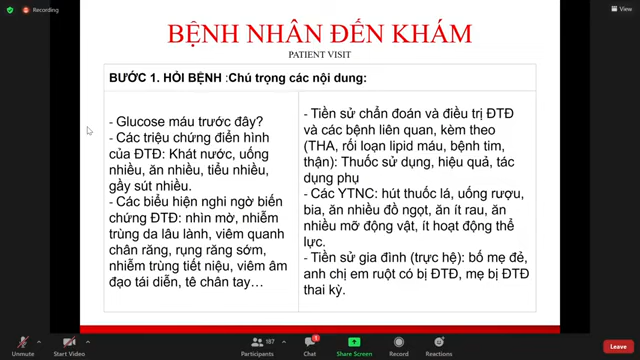 Recording
View
BỆNH NHÂN ĐẾN KHÁM
PATIENT VISIT
BƯỚC 1. HỎI BỆNH :Chú trọng các nội dung:
- Glucose máu trước đây?
- Các triệu chứng điển hình
của ĐTĐ: Khát nước, uống
nhiều, ăn nhiều, tiểu nhiều,
gầy sút nhiều.
- Các biểu hiện nghi ngờ biến
chứng ĐTĐ: nhìn mờ, nhiễm
trùng da lâu lành, viêm quanh
chân răng, rụng răng sớm,
nhiễm trùng tiết niệu, viêm âm
đạo tái diễn, tê chân tay…
- Tiền sử chẩn đoán và điều trị ĐTĐ
và các bệnh liên quan, kèm theo
(THA, rối loạn lipid máu, bệnh tim,
thận): Thuốc sử dụng, hiệu quả, tác
dụng phụ
- Các YTNC: hút thuốc lá, uống rượu,
bia, ăn nhiều đồ ngọt, ăn ít rau, ăn
nhiều mỡ động vật, ít hoạt động thể
lực.
- Tiền sử gia đình (trực hệ): bố mẹ đẻ,
anh chị em ruột có bị ĐTĐ, mẹ bị ĐTĐ
thai kỳ.
187
1
Unmute
Start Video
Participants
Chat
Share Screen
Record
Reactions
Leave